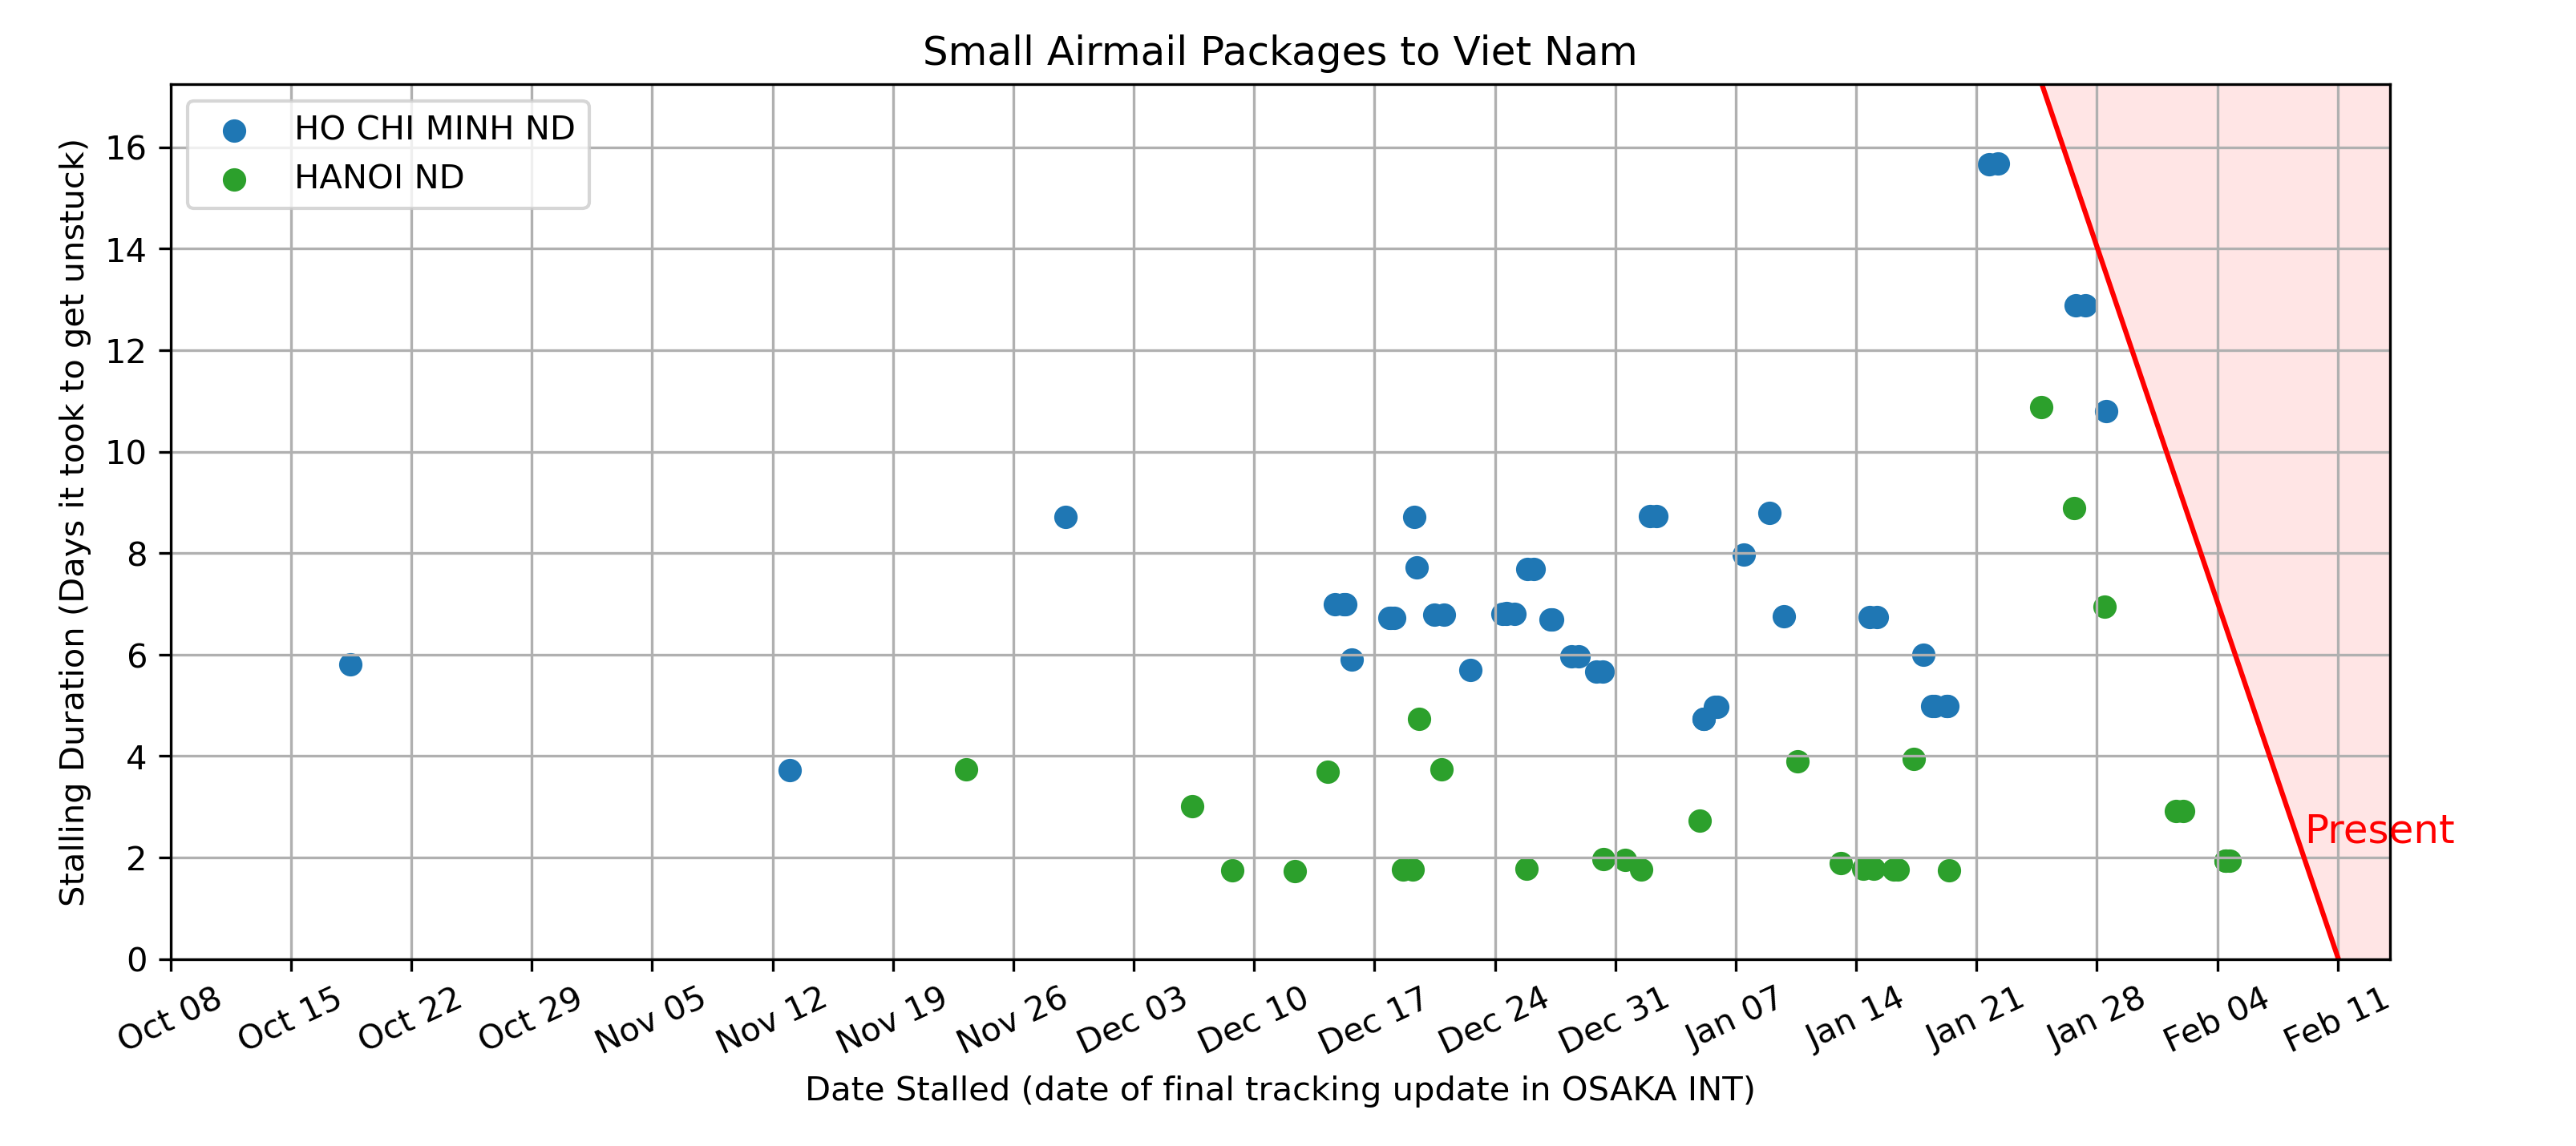 Small Airmail Packages to Viet Nam
HO CHI MINH ND
HANOI ND
Stalling Duration (Days it took to get unstuck)
16
14
12
10
8
6
4
2
0
Present
Oct 08 Oct 15 Oct 22 Oct 29 Nov 05 Nov 12 Nov 19 Nov 26 Dec 03 Dec 10 Dec 17 Dec 24 Dec 31 Jan 07 Jan 14 Jan 21 Jan 28 Feb 04 Feb 11
Date Stalled (date of final tracking update in OSAKA INT)